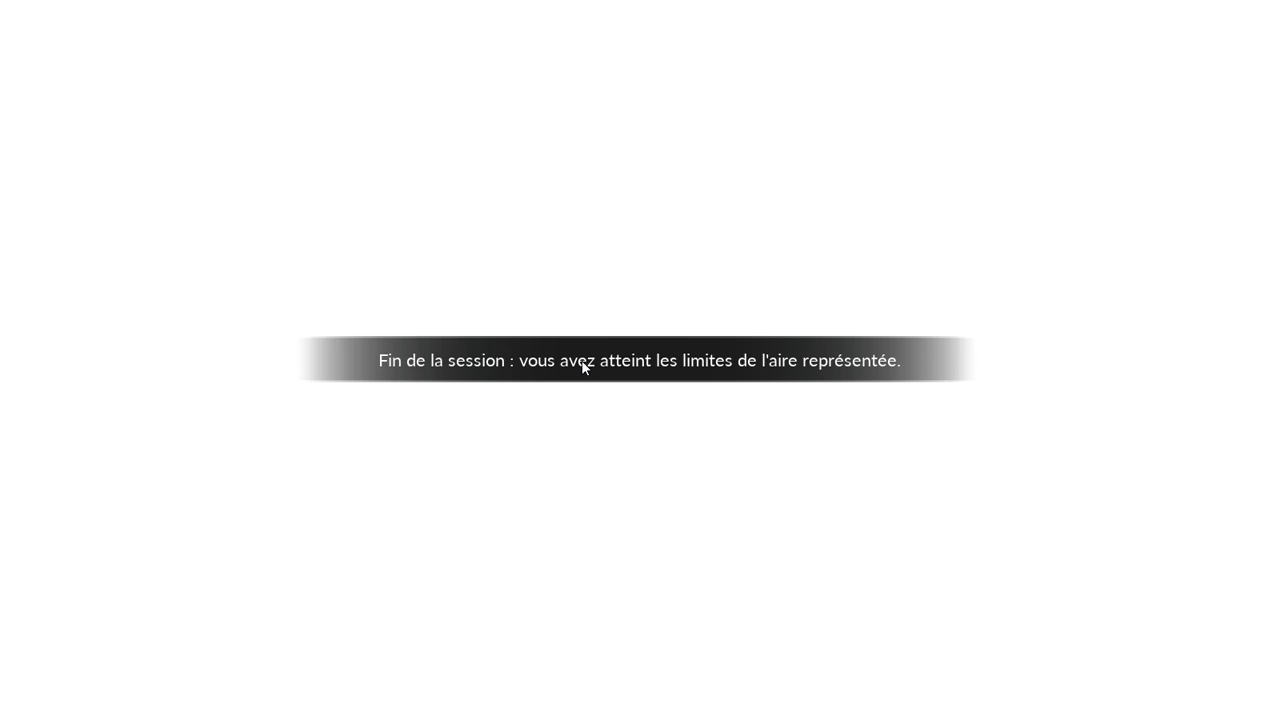 Fin de la session : vous avez atteint les limites de l'aire représentée.